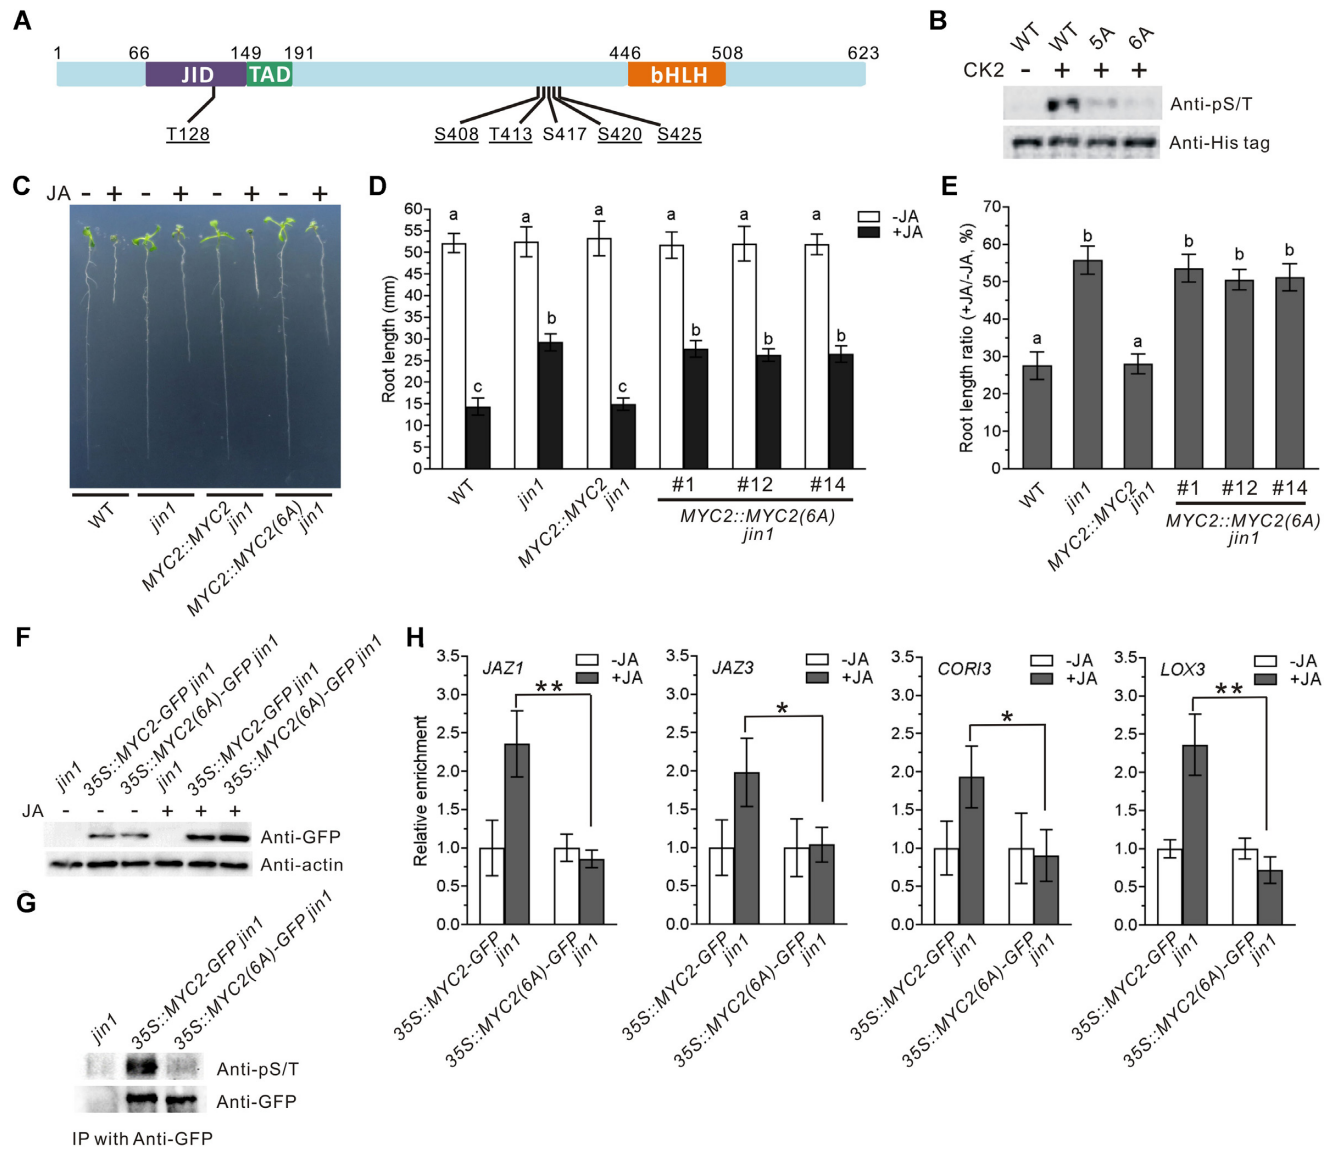 A
1 66 149 191 446 508 623
JID TAD bHLH
T128 S408 T413 S417 S420 S425
B
WT WT 5A 6A
CK2 - + + +
Anti-pS/T
Anti-His tag
C
JA - + - + - + - +
WT
jin1
MYC2::MYC2 jin1
MYC2::MYC2(6A) jin1
D
Root length (mm)
60
55
50
45
40
35
30
25
20
15
10
5
0
-JA
+JA
a a a a a a
c b c b b b
WT
jin1
MYC2::MYC2 jin1
#1 #12 #14
MYC2::MYC2(6A)
jin1
E
Root length ratio (+JA/-JA, %)
70
60
50
40
30
20
10
0
a b a b b b
WT
jin1
MYC2::MYC2 jin1
#1 #12 #14
MYC2::MYC2(6A)
jin1
F
jin1
35S::MYC2-GFP jin1
35S::MYC2(6A)-GFP jin1
jin1
35S::MYC2-GFP jin1
35S::MYC2(6A)-GFP jin1
JA - - - + + +
Anti-GFP
Anti-actin
G
jin1
35S::MYC2-GFP jin1
35S::MYC2(6A)-GFP jin1
Anti-pS/T
Anti-GFP
IP with Anti-GFP
H
Relative enrichment
3.5
3.0
2.5
2.0
1.5
1.0
0.5
0.0
JAZ1
-JA
+JA
**
35S::MYC2-GFP jin1
35S::MYC2(6A)-GFP jin1
3.5
3.0
2.5
2.0
1.5
1.0
0.5
0.0
JAZ3
-JA
+JA
*
35S::MYC2-GFP jin1
35S::MYC2(6A)-GFP jin1
3.5
3.0
2.5
2.0
1.5
1.0
0.5
0.0
CORI3
-JA
+JA
*
35S::MYC2-GFP jin1
35S::MYC2(6A)-GFP jin1
3.5
3.0
2.5
2.0
1.5
1.0
0.5
0.0
LOX3
-JA
+JA
**
35S::MYC2-GFP jin1
35S::MYC2(6A)-GFP jin1